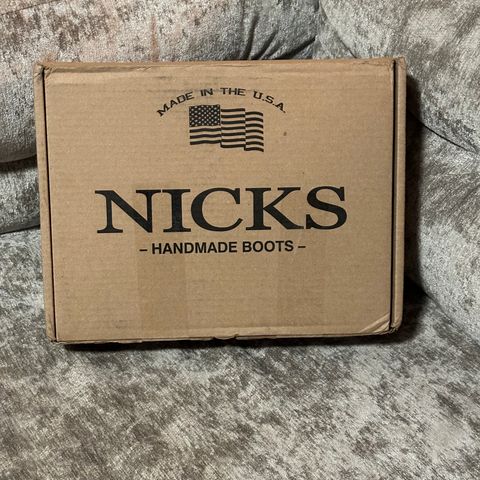 MADE IN THE U.S.A.
NICKS
– HANDMADE BOOTS –